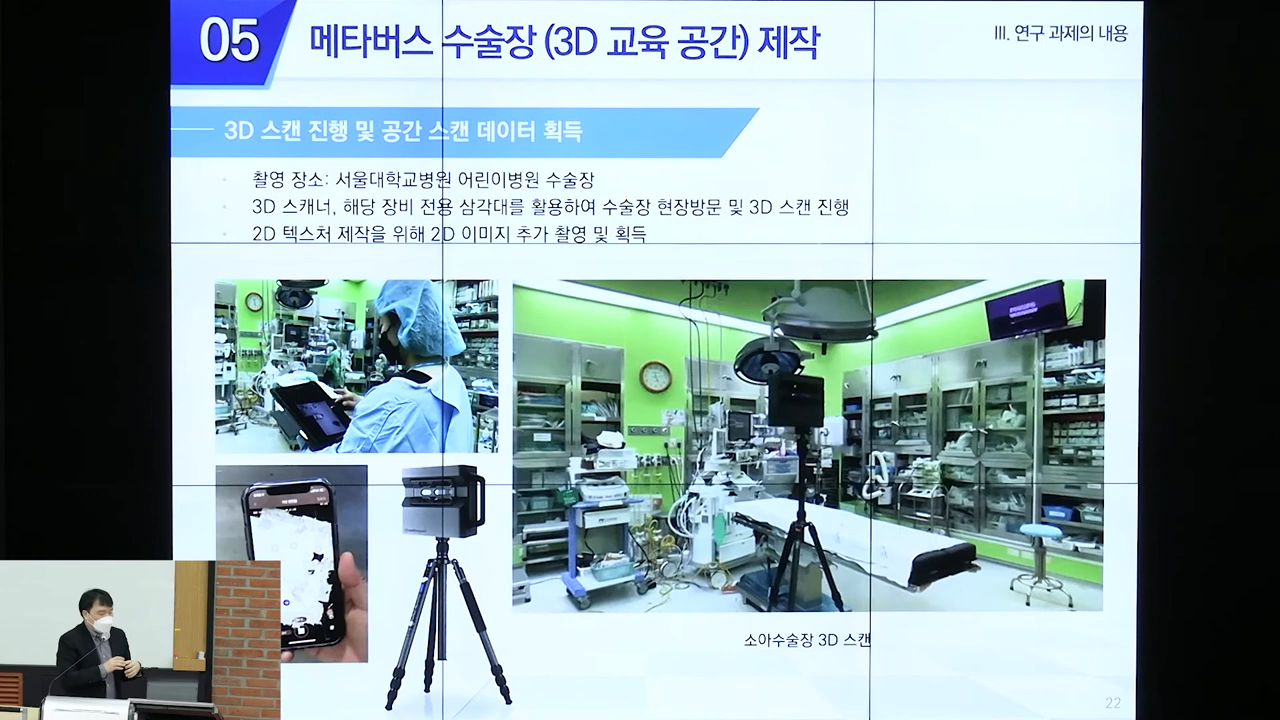 05
메타버스 수술장 (3D 교육 공간) 제작
III. 연구 과제의 내용
3D 스캔 진행 및 공간 스캔 데이터 획득
촬영 장소: 서울대학교병원 어린이병원 수술장
3D 스캐너, 해당 장비 전용 삼각대를 활용하여 수술장 현장방문 및 3D 스캔 진행
2D 텍스처 제작을 위해 2D 이미지 추가 촬영 및 획득
소아수술장 3D 스캔
22